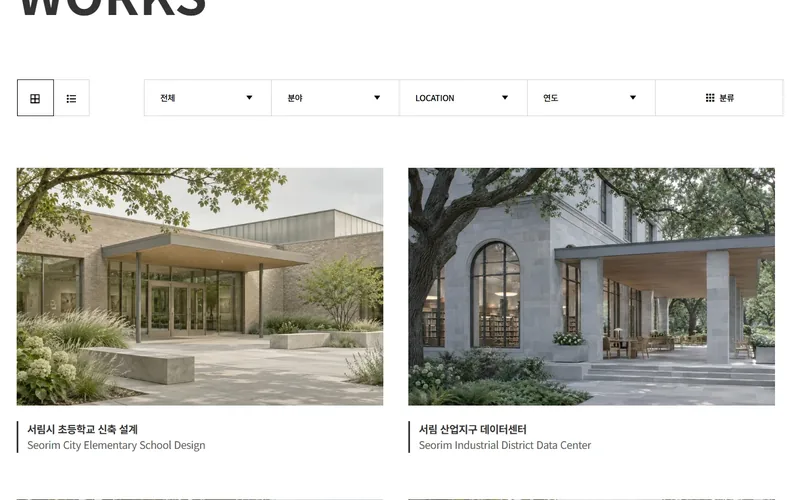 WORKS
전체
분야
LOCATION
연도
분류
서림시 초등학교 신축 설계
Seorim City Elementary School Design
서림 산업지구 데이터센터
Seorim Industrial District Data Center